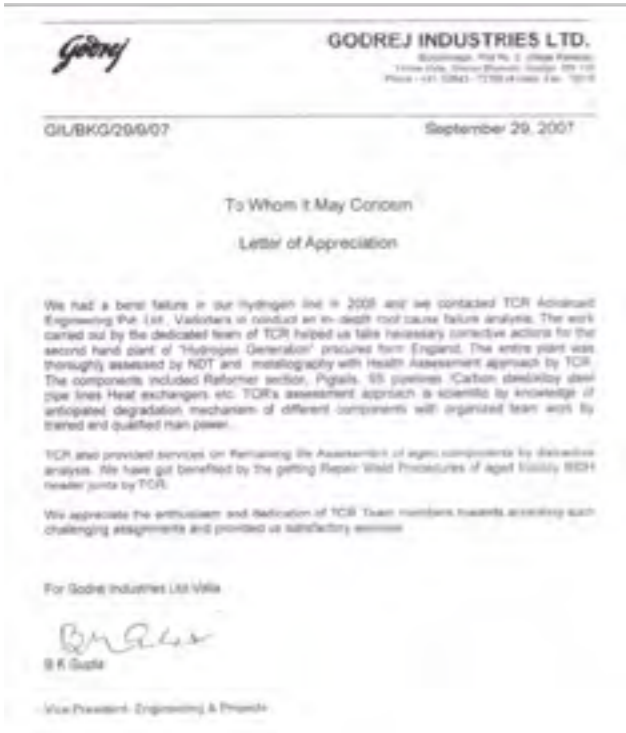 Godrej
GODREJ INDUSTRIES LTD.
GIL/BKG/29/9/07
September 29, 2007
To Whom It May Concern
Letter of Appreciation
We had a bend failure in our hydrogen line in and we contacted TCR Advanced
Engineering Pvt. Ltd., Vadodara to conduct an in- depth root cause failure analysis. The work
carried out by the dedicated team of TCR helped us take necessary corrective actions for the
second hand plant of "Hydrogen Generation" procured form England. The entire plant was
thoroughly assessed by NDT and metallography with Health Assessment approach by TCR.
The components included Reformer section, Pigtails, SS pipelines, Carbon steel/alloy steel
pipe lines Heat exchangers etc. TCR's assessment approach is scientific by knowledge of
anticipated degradation mechanism of different components with organized team work by
trained and qualified man power.
TCR also provided services on Remaining life Assessment of aged components by
analysis. We have got benefited by the getting Repair Weld Procedures of aged 800H
header joints by TCR.
We appreciate the enthusiasm and dedication of TCR Team members towards accepting such
challenging assignments and provided us satisfactory services
For Godrej Industries Ltd Valia
B K Gupta
Vice President- Engineering & Projects